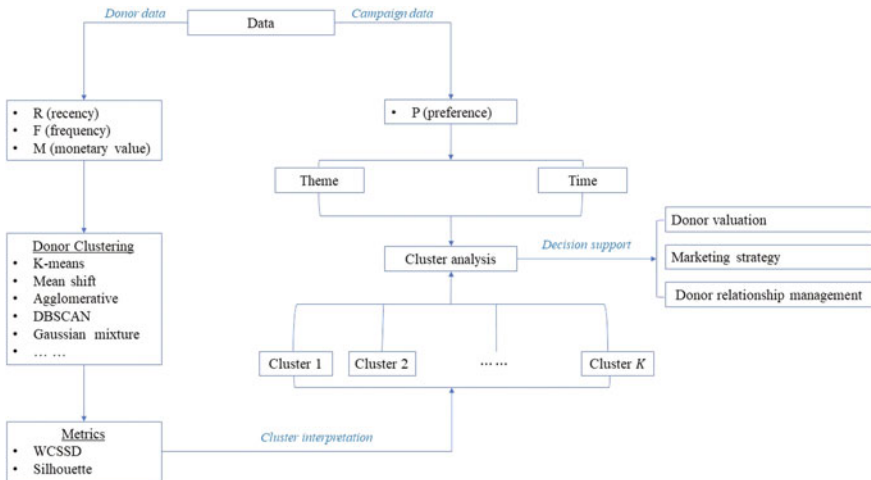 Donor data
Data
Campaign data
• R (recency)
• F (frequency)
• M (monetary value)
• P (preference)
Theme
Time
Donor Clustering
• K-means
• Mean shift
• Agglomerative
• DBSCAN
• Gaussian mixture
• ... ...
Cluster analysis
Decision support
Donor valuation
Marketing strategy
Donor relationship management
Cluster 1
Cluster 2
... ...
Cluster K
Metrics
• WCSSD
• Silhouette
Cluster interpretation